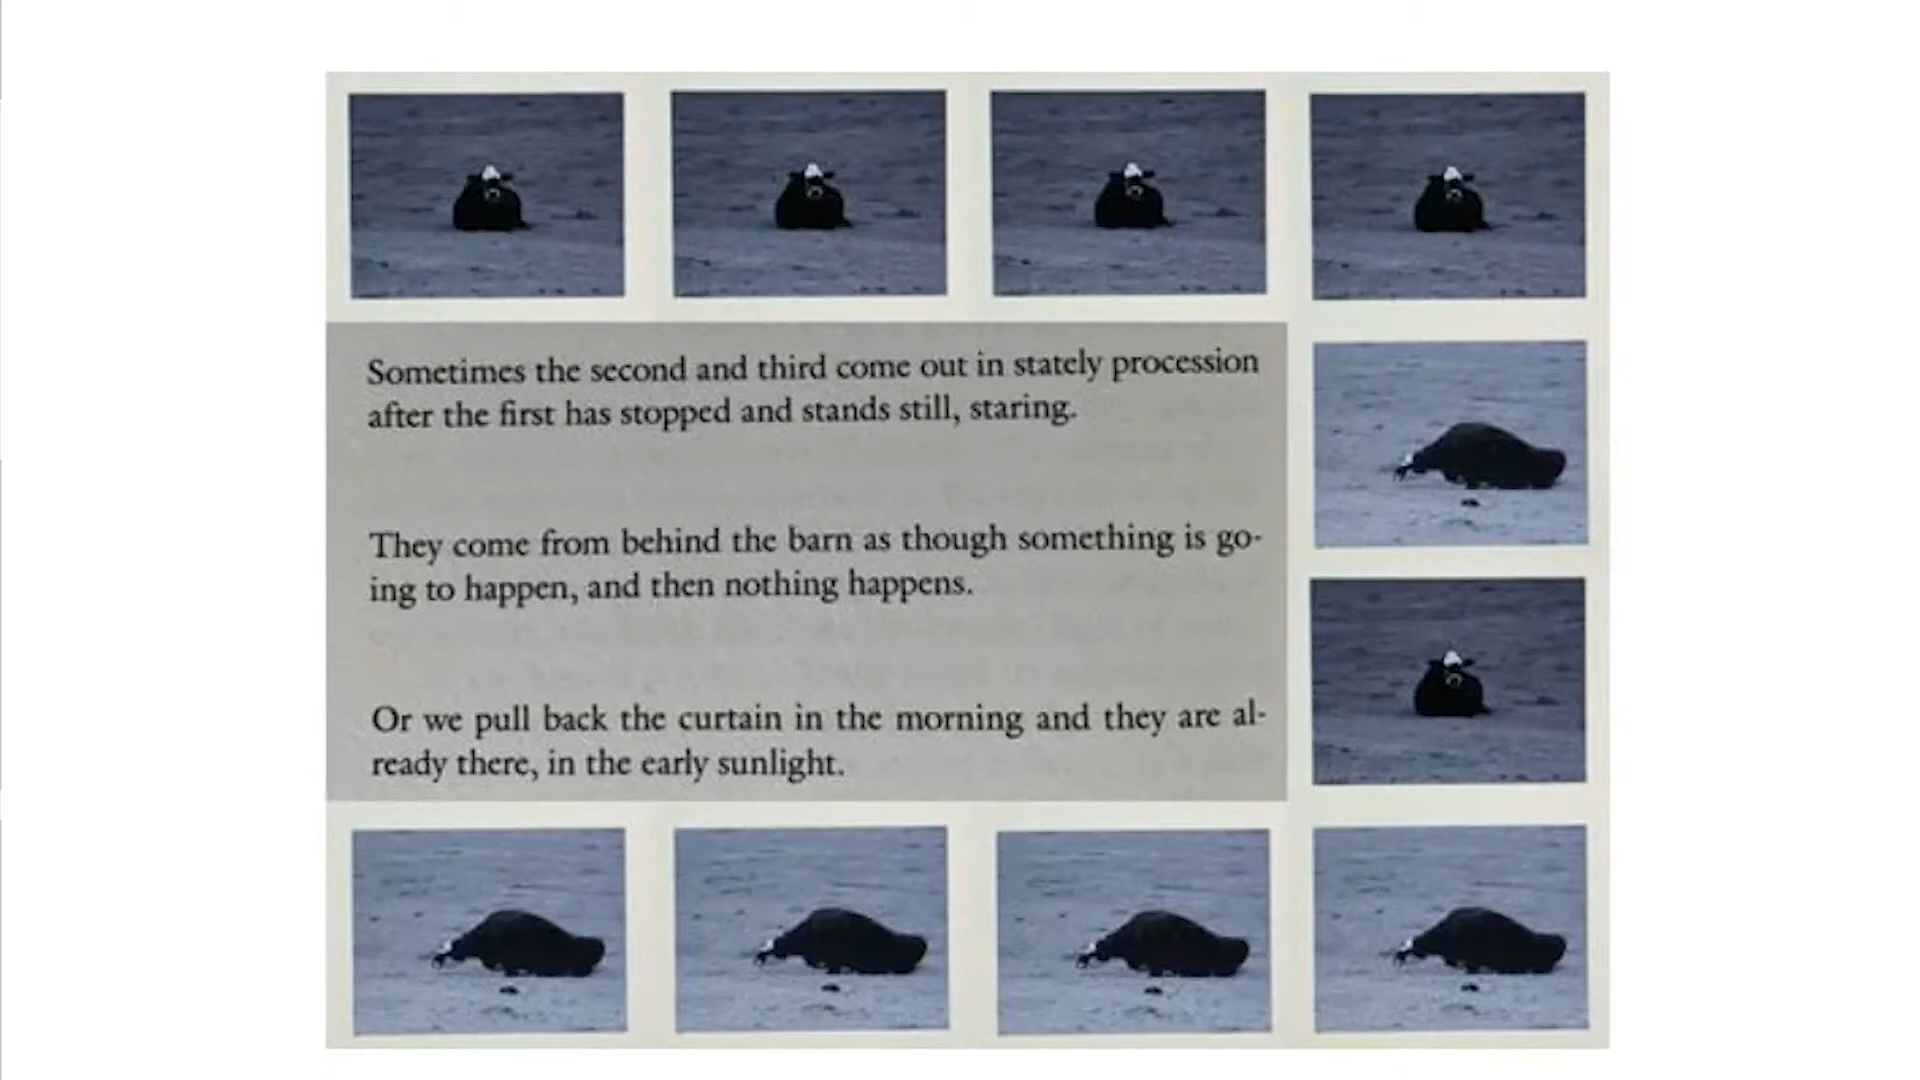 Sometimes the second and third come out in stately procession
after the first has stopped and stands still, staring.
They come from behind the barn as though something is go-
ing to happen, and then nothing happens.
Or we pull back the curtain in the morning and they are al-
ready there, in the early sunlight.